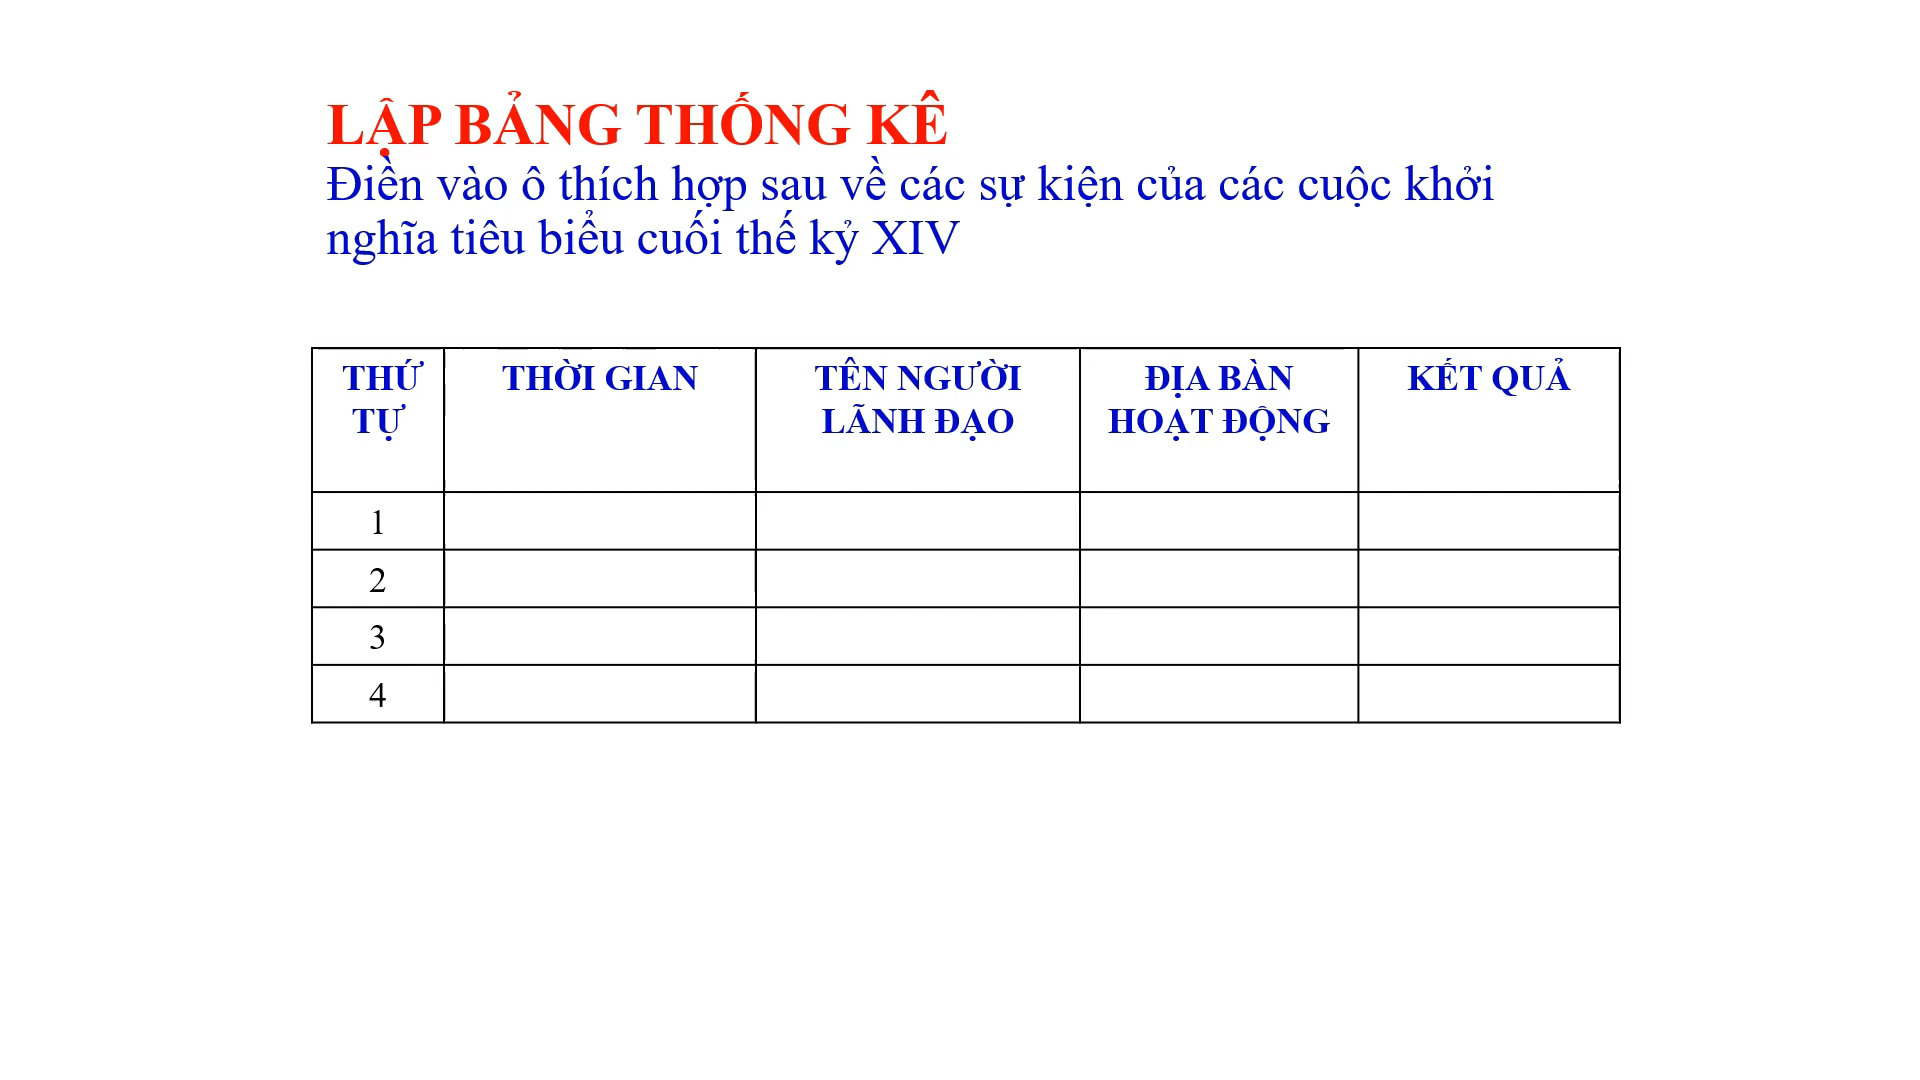 LẬP BẢNG THỐNG KÊ
Điền vào ô thích hợp sau về các sự kiện của các cuộc khởi
nghĩa tiêu biểu cuối thế kỷ XIV
THỨ
TỰ
THỜI GIAN
TÊN NGƯỜI
LÃNH ĐẠO
ĐỊA BÀN
HOẠT ĐỘNG
KẾT QUẢ
1
2
3
4